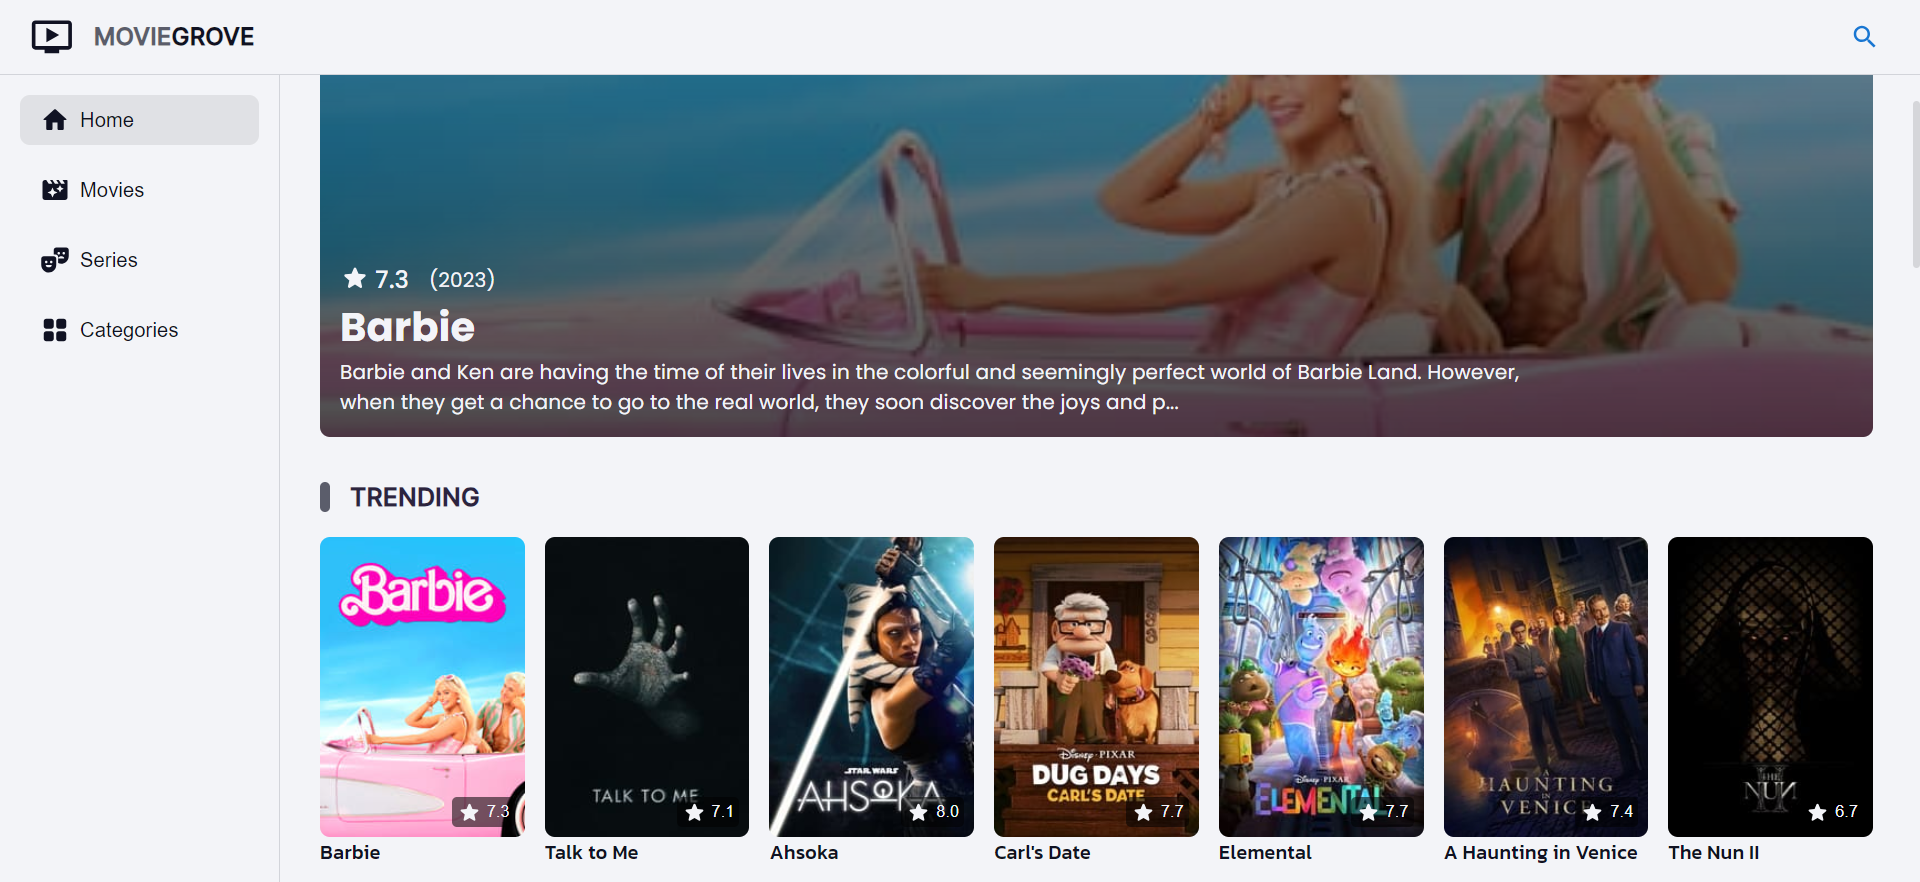 MOVIEGROVE
Home
Movies
Series
Categories
7.3 (2023)
Barbie
Barbie and Ken are having the time of their lives in the colorful and seemingly perfect world of Barbie Land. However,
when they get a chance to go to the real world, they soon discover the joys and p...
TRENDING
Barbie
7.3
Barbie
TALK TO ME
7.1
Talk to Me
STAR WARS
AHSOKA
8.0
Ahsoka
Disney PIXAR
DUG DAYS
CARL'S DATE
7.7
Carl's Date
Disney PIXAR
ELEMENTAL
7.7
Elemental
A
HAUNTING
IN
VENICE
7.4
A Haunting in Venice
THE
NUN
II
6.7
The Nun II